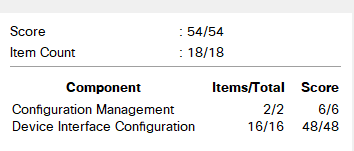 Score : 54/54
Item Count : 18/18
Component Items/Total Score
Configuration Management 2/2 6/6
Device Interface Configuration 16/16 48/48